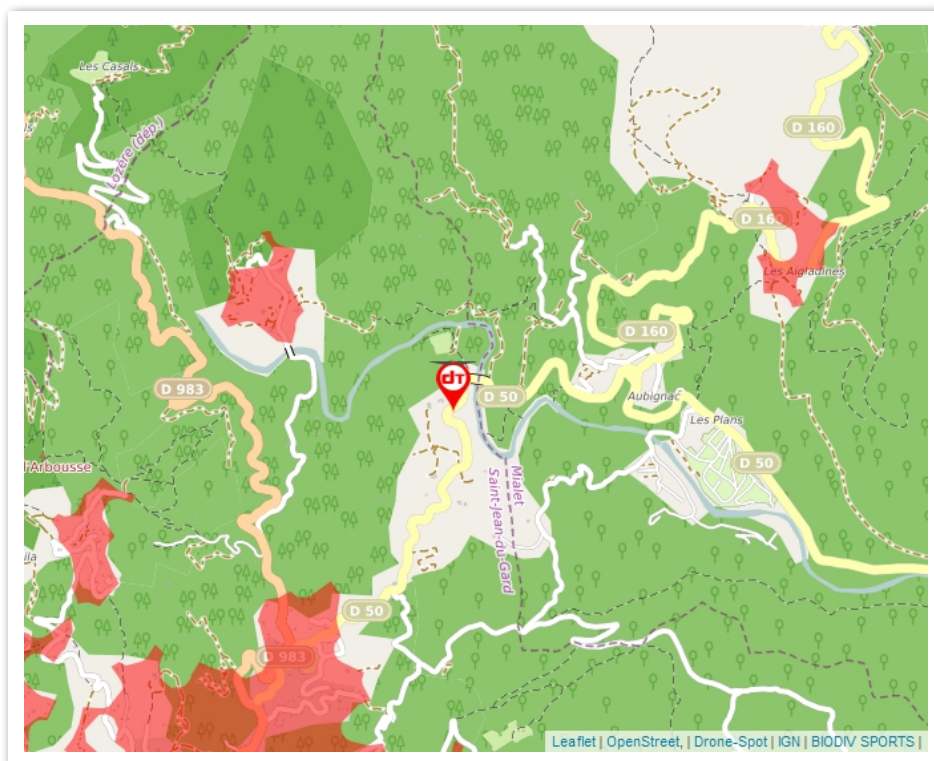 Les Casals
Lozère (dép.)
D 160
D 160
Les Aigladines
D 160
D 983
dT
D 50
Aubignac
Les Plans
D 50
l'Arbousse
Mialet
Saint-Jean-du-Gard
D 50
D 983
Leaflet | OpenStreet, | Drone-Spot | IGN | BIODIV SPORTS |